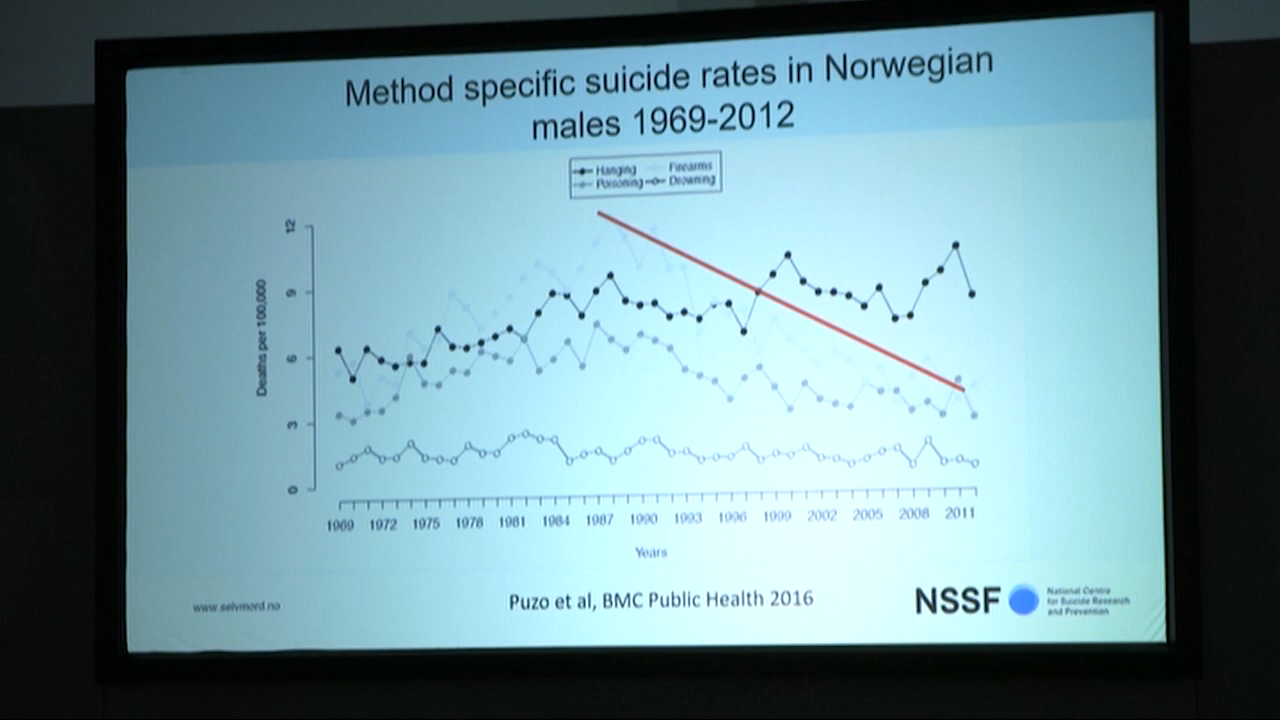 Method specific suicide rates in Norwegian
males 1969-2012
Hanging Firearms
Poisoning Drowning
Deaths per 100,000
12
9
6
3
0
1969 1972 1975 1978 1981 1984 1987 1990 1993 1996 1999 2002 2005 2008 2011
Years
www.selvmord.no
Puzo et al, BMC Public Health 2016
NSSF
National Centre
for Suicide Research
and Prevention